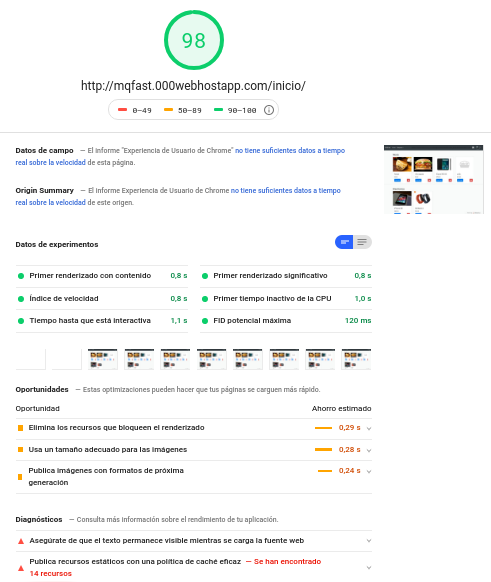 98
http://mqfast.000webhostapp.com/inicio/
0–49 50–89 90–100
Datos de campo — El informe "Experiencia de Usuario de Chrome" no tiene suficientes datos a tiempo
real sobre la velocidad de esta página.
Origin Summary — El informe Experiencia de Usuario de Chrome no tiene suficientes datos a tiempo
real sobre la velocidad de este origen.
Datos de experimentos
Primer renderizado con contenido 0,8 s
Primer renderizado significativo 0,8 s
Índice de velocidad 0,8 s
Primer tiempo inactivo de la CPU 1,0 s
Tiempo hasta que está interactiva 1,1 s
FID potencial máxima 120 ms
Oportunidades — Estas optimizaciones pueden hacer que tus páginas se carguen más rápido.
Oportunidad Ahorro estimado
Elimina los recursos que bloqueen el renderizado 0,29 s
Usa un tamaño adecuado para las imágenes 0,28 s
Publica imágenes con formatos de próxima 0,24 s
generación
Diagnósticos — Consulta más información sobre el rendimiento de tu aplicación.
Asegúrate de que el texto permanece visible mientras se carga la fuente web
Publica recursos estáticos con una política de caché eficaz — Se han encontrado
14 recursos